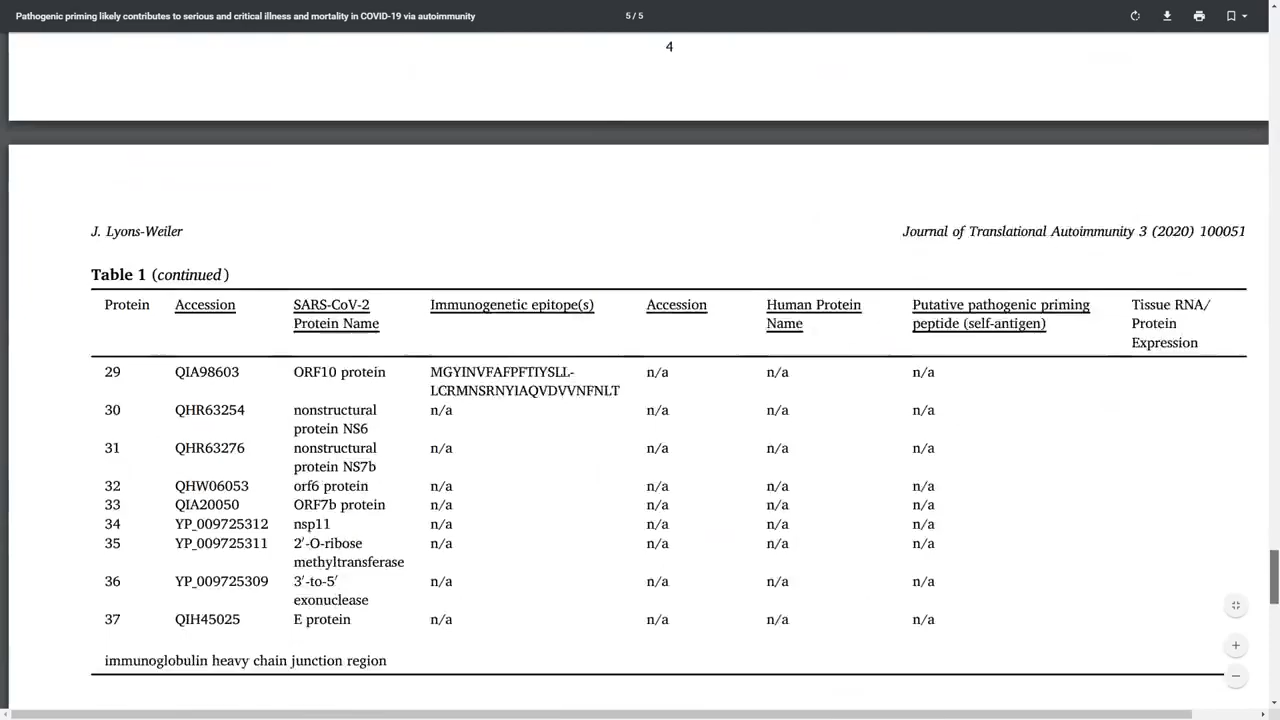 Pathogenic priming likely contributes to serious and critical illness and mortality in COVID-19 via autoimmunity
5 / 5
4
J. Lyons-Weiler
Journal of Translational Autoimmunity 3 (2020) 100051
Table 1 (continued)
Protein Accession SARS-CoV-2 Protein Name Immunogenetic epitope(s) Accession Human Protein Name Putative pathogenic priming peptide (self-antigen) Tissue RNA/ Protein Expression
29 QIA98603 ORF10 protein MGYINVFAFPFTIYSLL- n/a n/a n/a
LCRMNSRNYIAQVDVVNFNLT
30 QHR63254 nonstructural n/a n/a n/a n/a
protein NS6
31 QHR63276 nonstructural n/a n/a n/a n/a
protein NS7b
32 QHW06053 orf6 protein n/a n/a n/a n/a
33 QIA20050 ORF7b protein n/a n/a n/a n/a
34 YP_009725312 nsp11 n/a n/a n/a n/a
35 YP_009725311 2′-O-ribose n/a n/a n/a n/a
methyltransferase
36 YP_009725309 3′-to-5′ n/a n/a n/a n/a
exonuclease
37 QIH45025 E protein n/a n/a n/a n/a
immunoglobulin heavy chain junction region